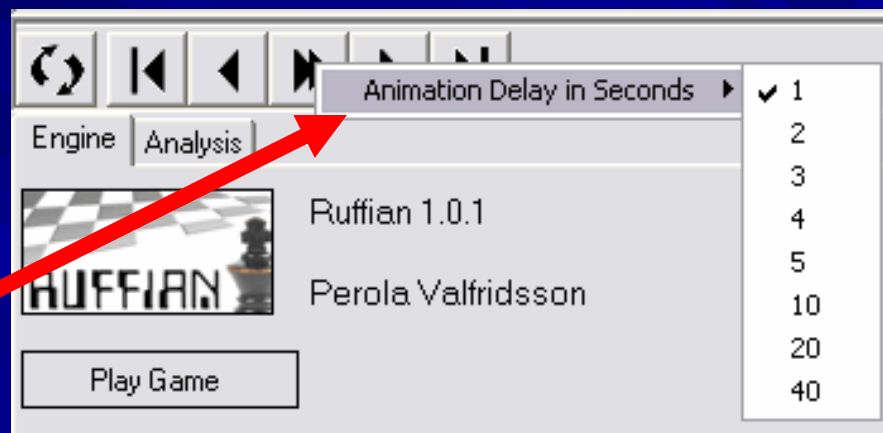 Animation Delay in Seconds
1
2
3
4
5
10
20
40
Engine
Analysis
RUFFIAN
Ruffian 1.0.1
Perola Valfridsson
Play Game